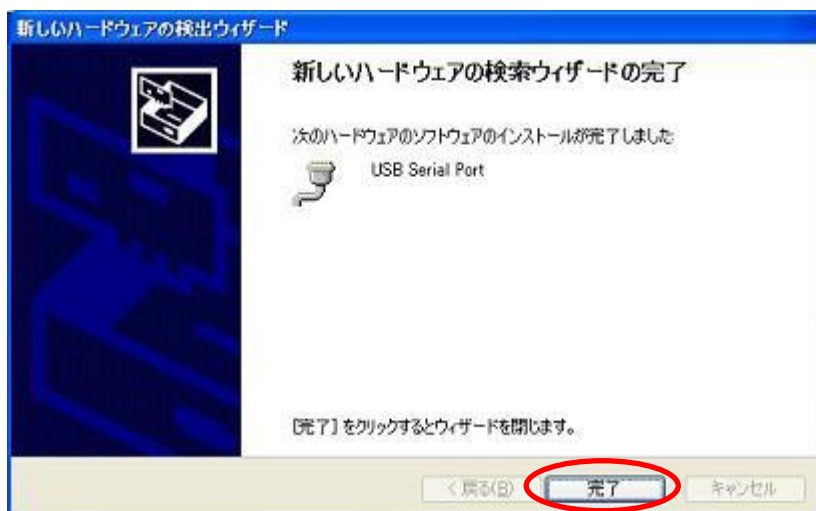 新しいハードウェアの検出ウィザード
新しいハードウェアの検索ウィザードの完了
次のハードウェアのソフトウェアのインストールが完了しました
USB Serial Port
[完了] をクリックするとウィザードを閉じます。
< 戻る(B)
完了
キャンセル